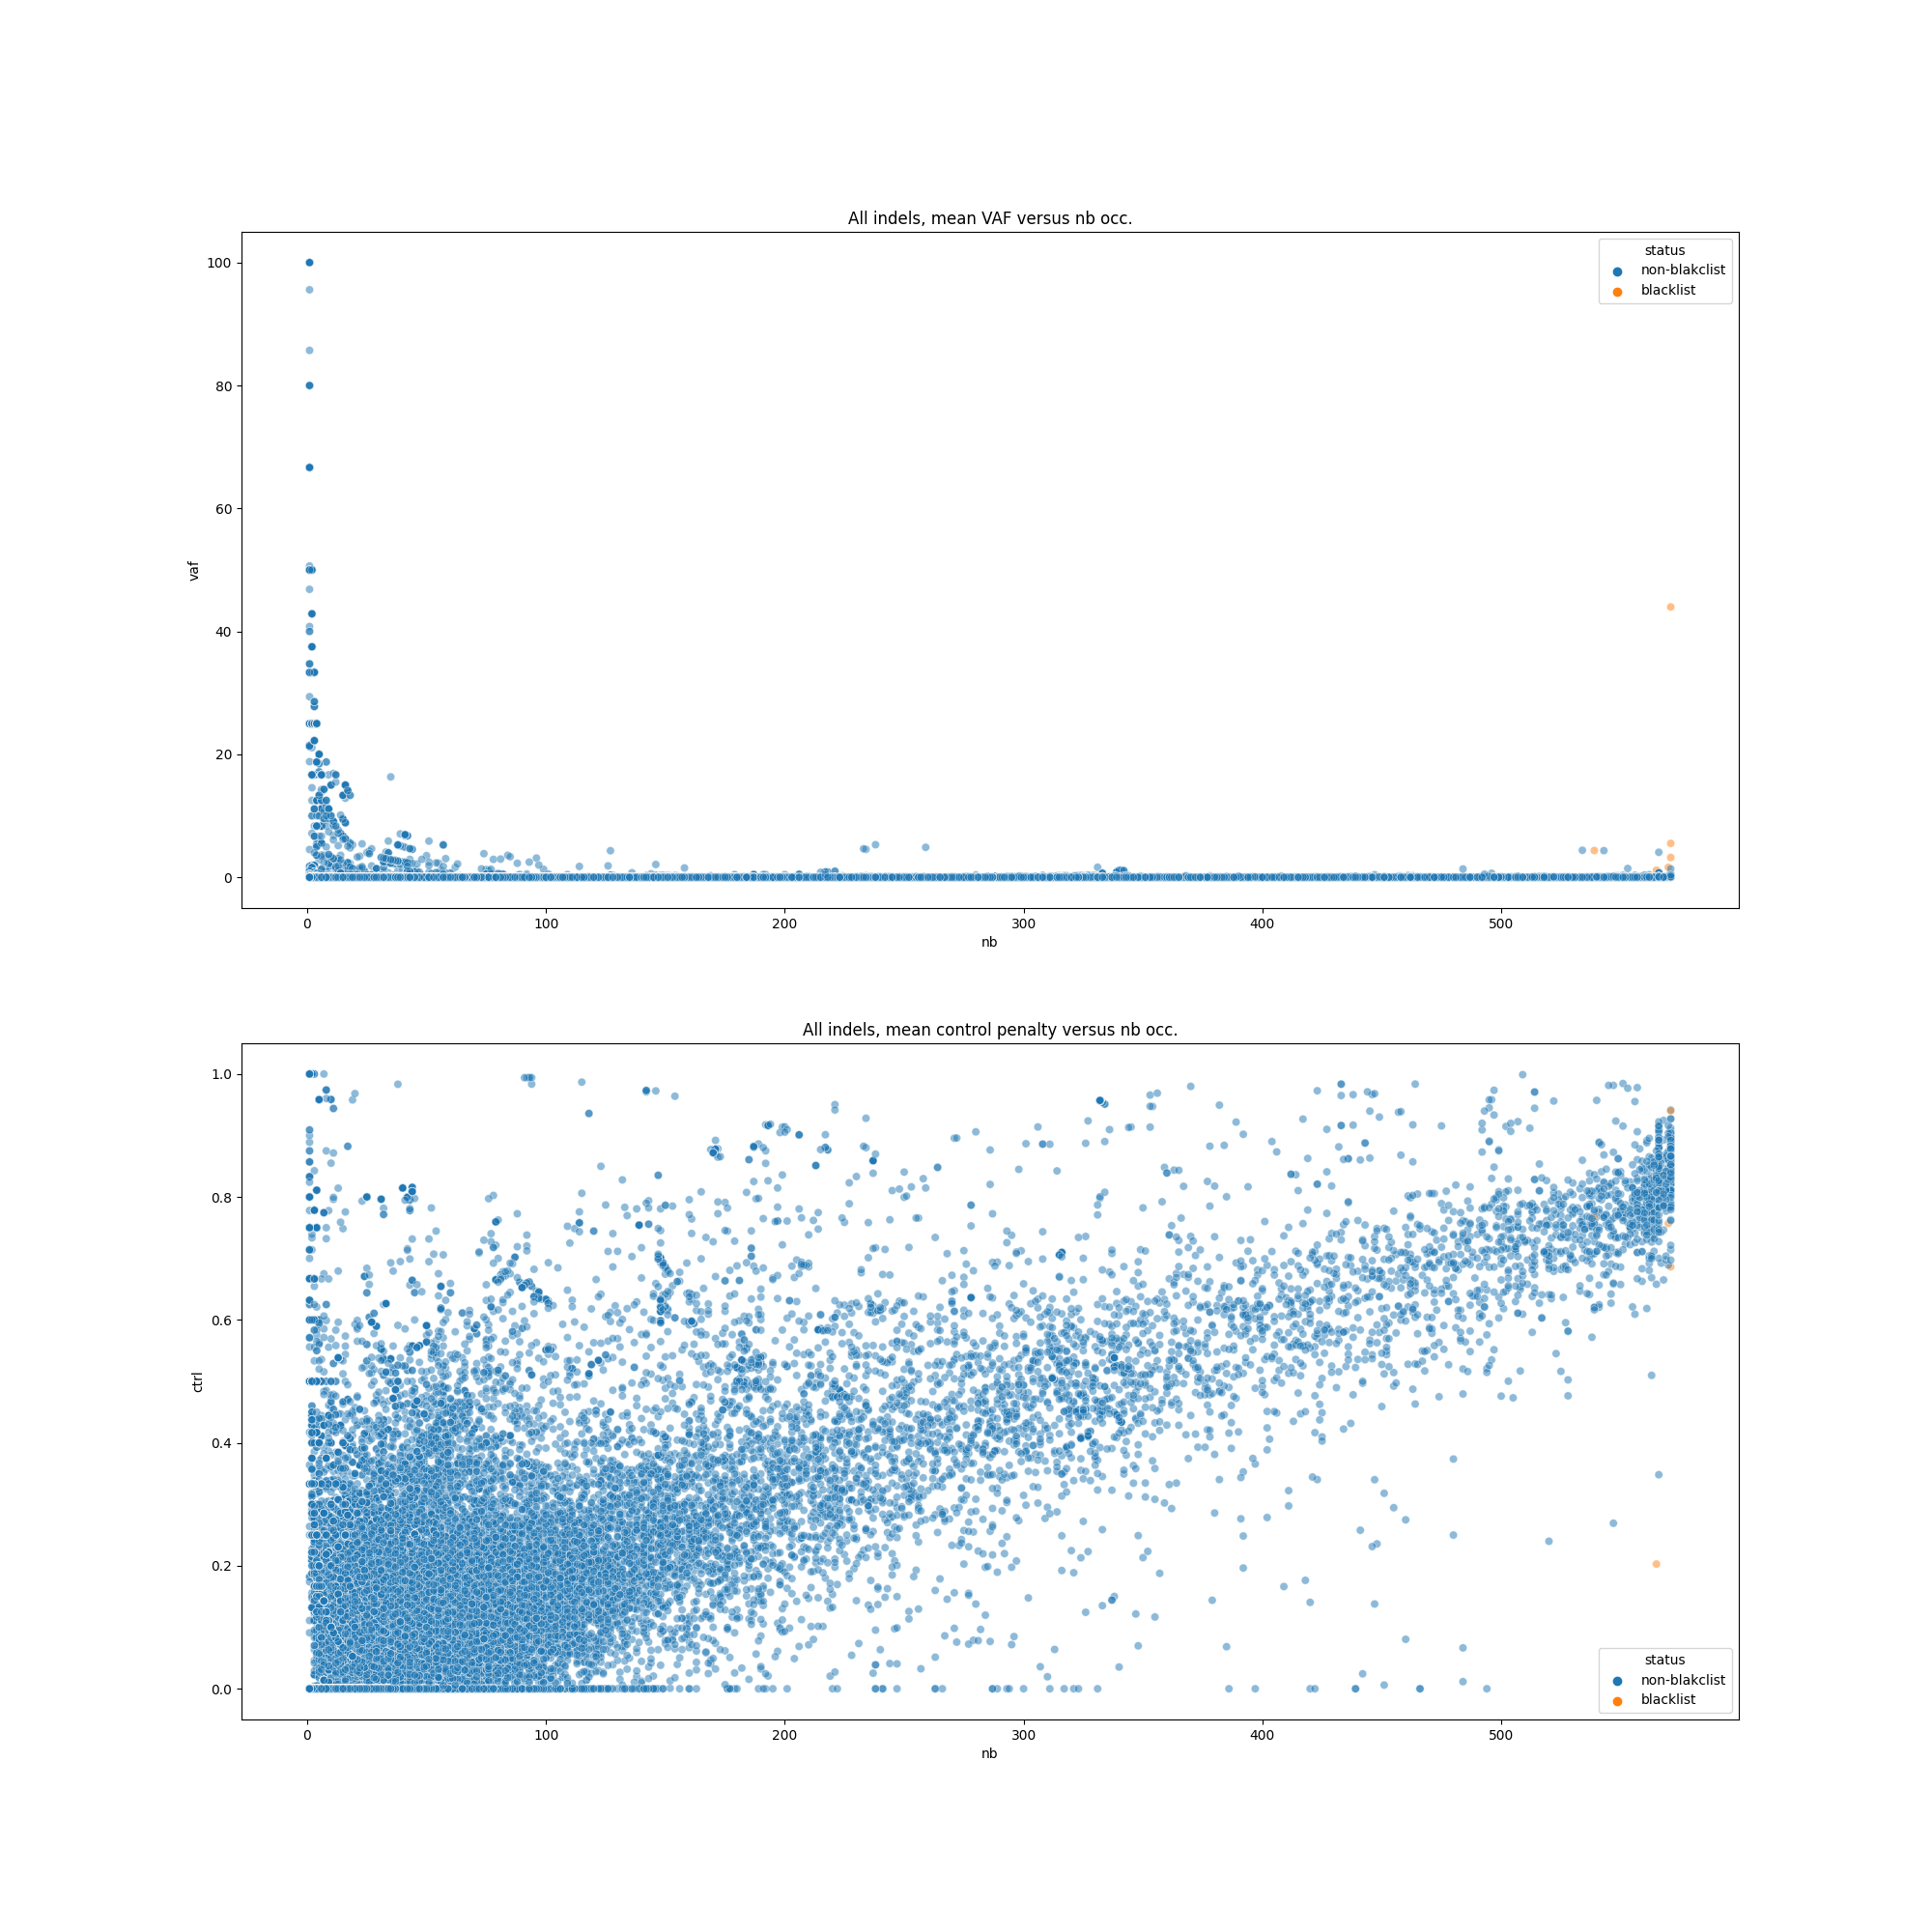 All indels, mean VAF versus nb occ.
status
non-blakclist
blacklist
100
80
60
40
20
0
vaf
0 100 200 300 400 500
nb
All indels, mean control penalty versus nb occ.
1.0
0.8
0.6
0.4
0.2
0.0
ctrl
status
non-blakclist
blacklist
0 100 200 300 400 500
nb